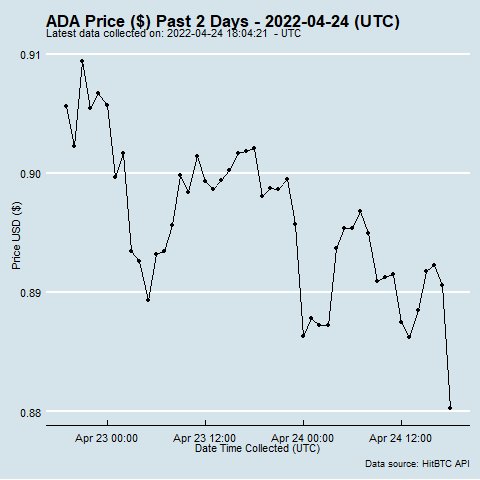 ADA Price ($) Past 2 Days - 2022-04-24 (UTC)
Latest data collected on: 2022-04-24 18:04:21 - UTC
0.91
0.90
0.89
0.88
Price USD ($)
Apr 23 00:00
Apr 23 12:00
Apr 24 00:00
Apr 24 12:00
Date Time Collected (UTC)
Data source: HitBTC API